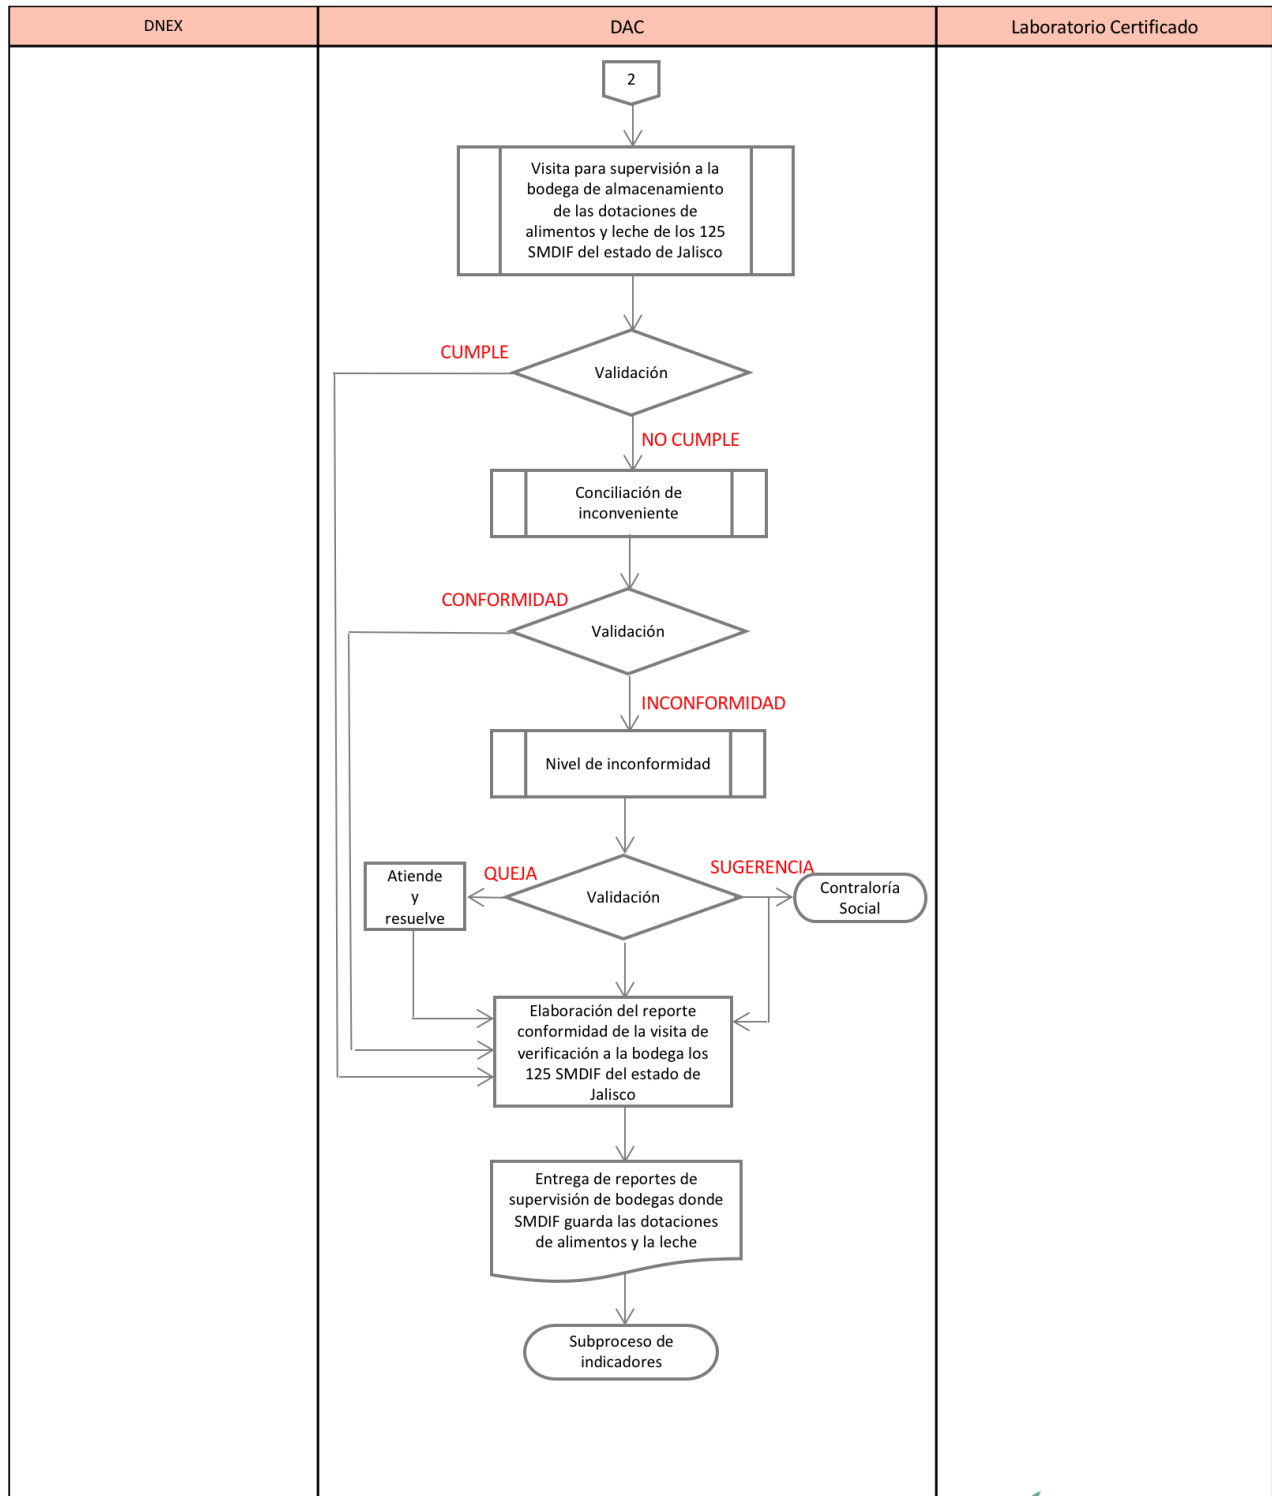 DNEX
DAC
Laboratorio Certificado
2
Visita para supervisión a la
bodega de almacenamiento
de las dotaciones de
alimentos y leche de los 125
SMDIF del estado de Jalisco
CUMPLE
Validación
NO CUMPLE
Conciliación de
inconveniente
CONFORMIDAD
Validación
INCONFORMIDAD
Nivel de inconformidad
QUEJA
SUGERENCIA
Atiende
y
resuelve
Validación
Contraloría
Social
Elaboración del reporte
conformidad de la visita de
verificación a la bodega los
125 SMDIF del estado de
Jalisco
Entrega de reportes de
supervisión de bodegas donde
SMDIF guarda las dotaciones
de alimentos y la leche
Subproceso de
indicadores